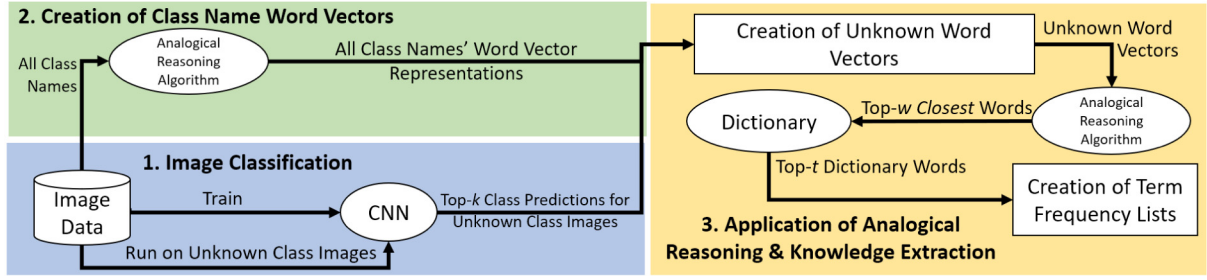 2. Creation of Class Name Word Vectors
All Class
Names
Analogical
Reasoning
Algorithm
All Class Names' Word Vector
Representations
1. Image Classification
Image
Data
Train
Run on Unknown Class Images
CNN
Top-k Class Predictions for
Unknown Class Images
Creation of Unknown Word
Vectors
Unknown Word
Vectors
Analogical
Reasoning
Algorithm
Top-w Closest Words
Dictionary
Top-t Dictionary Words
Creation of Term
Frequency Lists
3. Application of Analogical
Reasoning & Knowledge Extraction